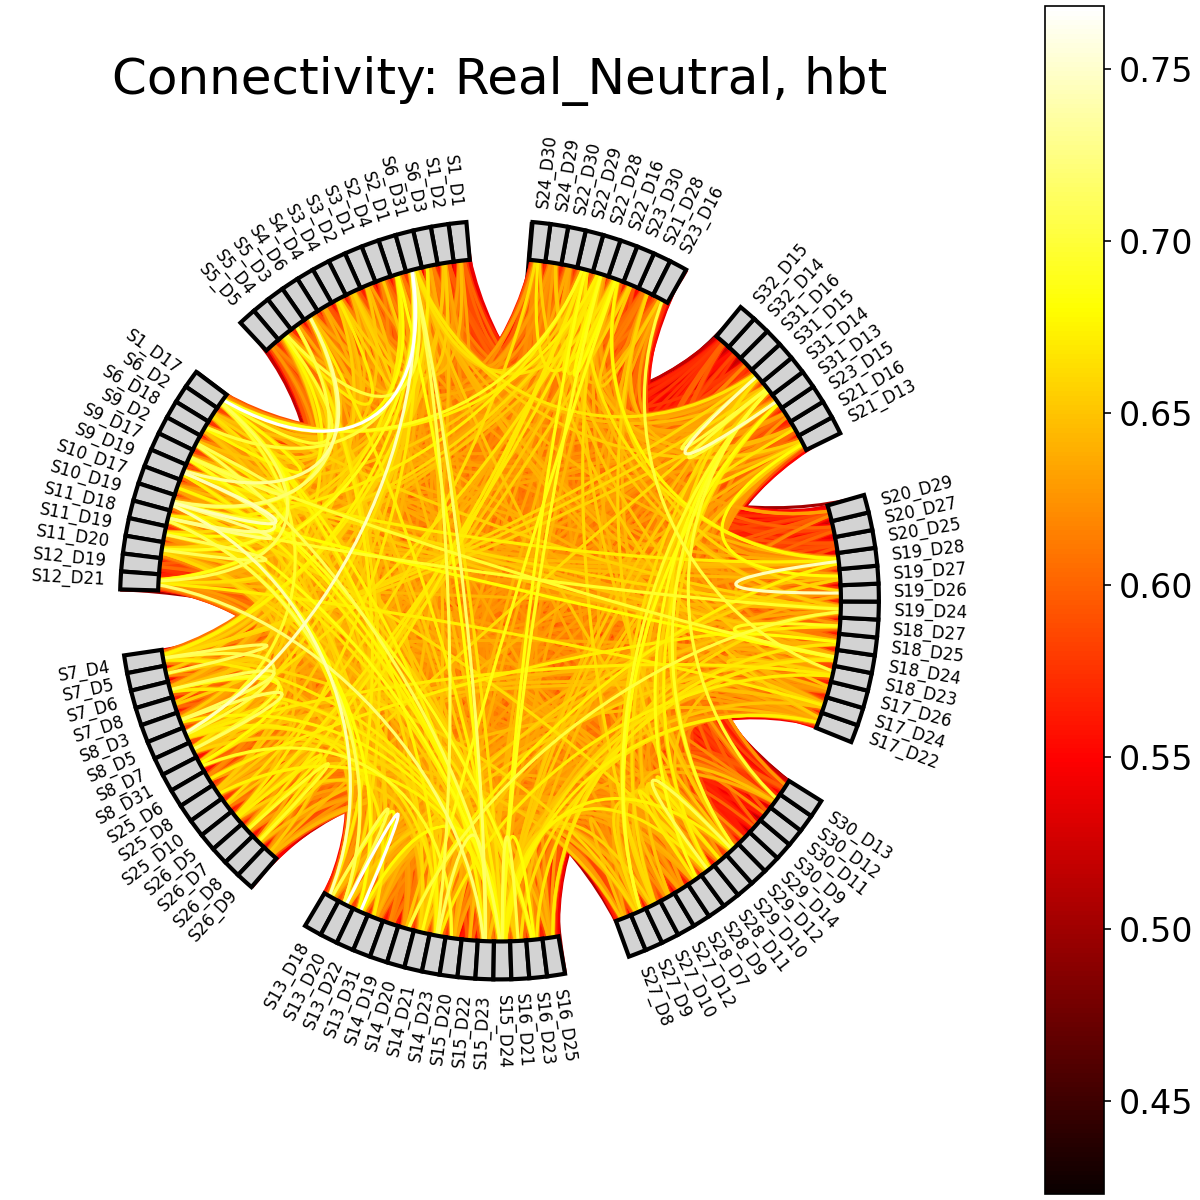 Connectivity: Real_Neutral, hbt
S1_D1
S1_D2
S6_D3
S6_D31
S2_D1
S2_D4
S3_D1
S3_D2
S3_D4
S4_D4
S4_D6
S5_D3
S5_D4
S5_D5
S1_D17
S6_D2
S6_D18
S9_D2
S9_D17
S9_D19
S10_D17
S10_D19
S11_D18
S11_D19
S11_D20
S12_D19
S12_D21
S7_D4
S7_D5
S7_D6
S7_D8
S8_D3
S8_D5
S8_D7
S8_D31
S25_D6
S25_D8
S25_D10
S26_D5
S26_D7
S26_D8
S26_D9
S13_D18
S13_D20
S13_D22
S13_D31
S14_D19
S14_D20
S14_D21
S14_D23
S15_D20
S15_D22
S15_D23
S15_D24
S16_D21
S16_D23
S16_D25
S27_D8
S27_D9
S27_D10
S27_D12
S28_D7
S28_D9
S28_D11
S29_D10
S29_D12
S29_D14
S30_D9
S30_D11
S30_D12
S30_D13
S17_D22
S17_D24
S17_D26
S18_D23
S18_D24
S18_D25
S18_D27
S19_D24
S19_D26
S19_D27
S19_D28
S20_D25
S20_D27
S20_D29
S21_D13
S21_D16
S23_D15
S31_D13
S31_D14
S31_D15
S31_D16
S32_D14
S32_D15
S23_D16
S21_D28
S23_D30
S22_D16
S22_D28
S22_D29
S22_D30
S24_D29
S24_D30
0.75
0.70
0.65
0.60
0.55
0.50
0.45